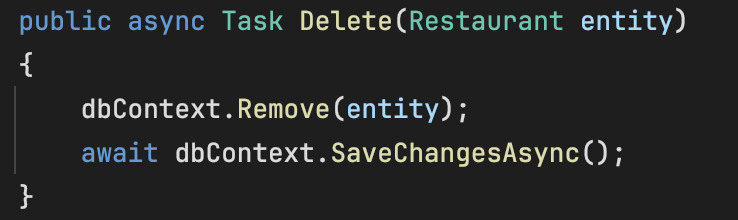 public async Task Delete(Restaurant entity)
{
    dbContext.Remove(entity);
    await dbContext.SaveChangesAsync();
}